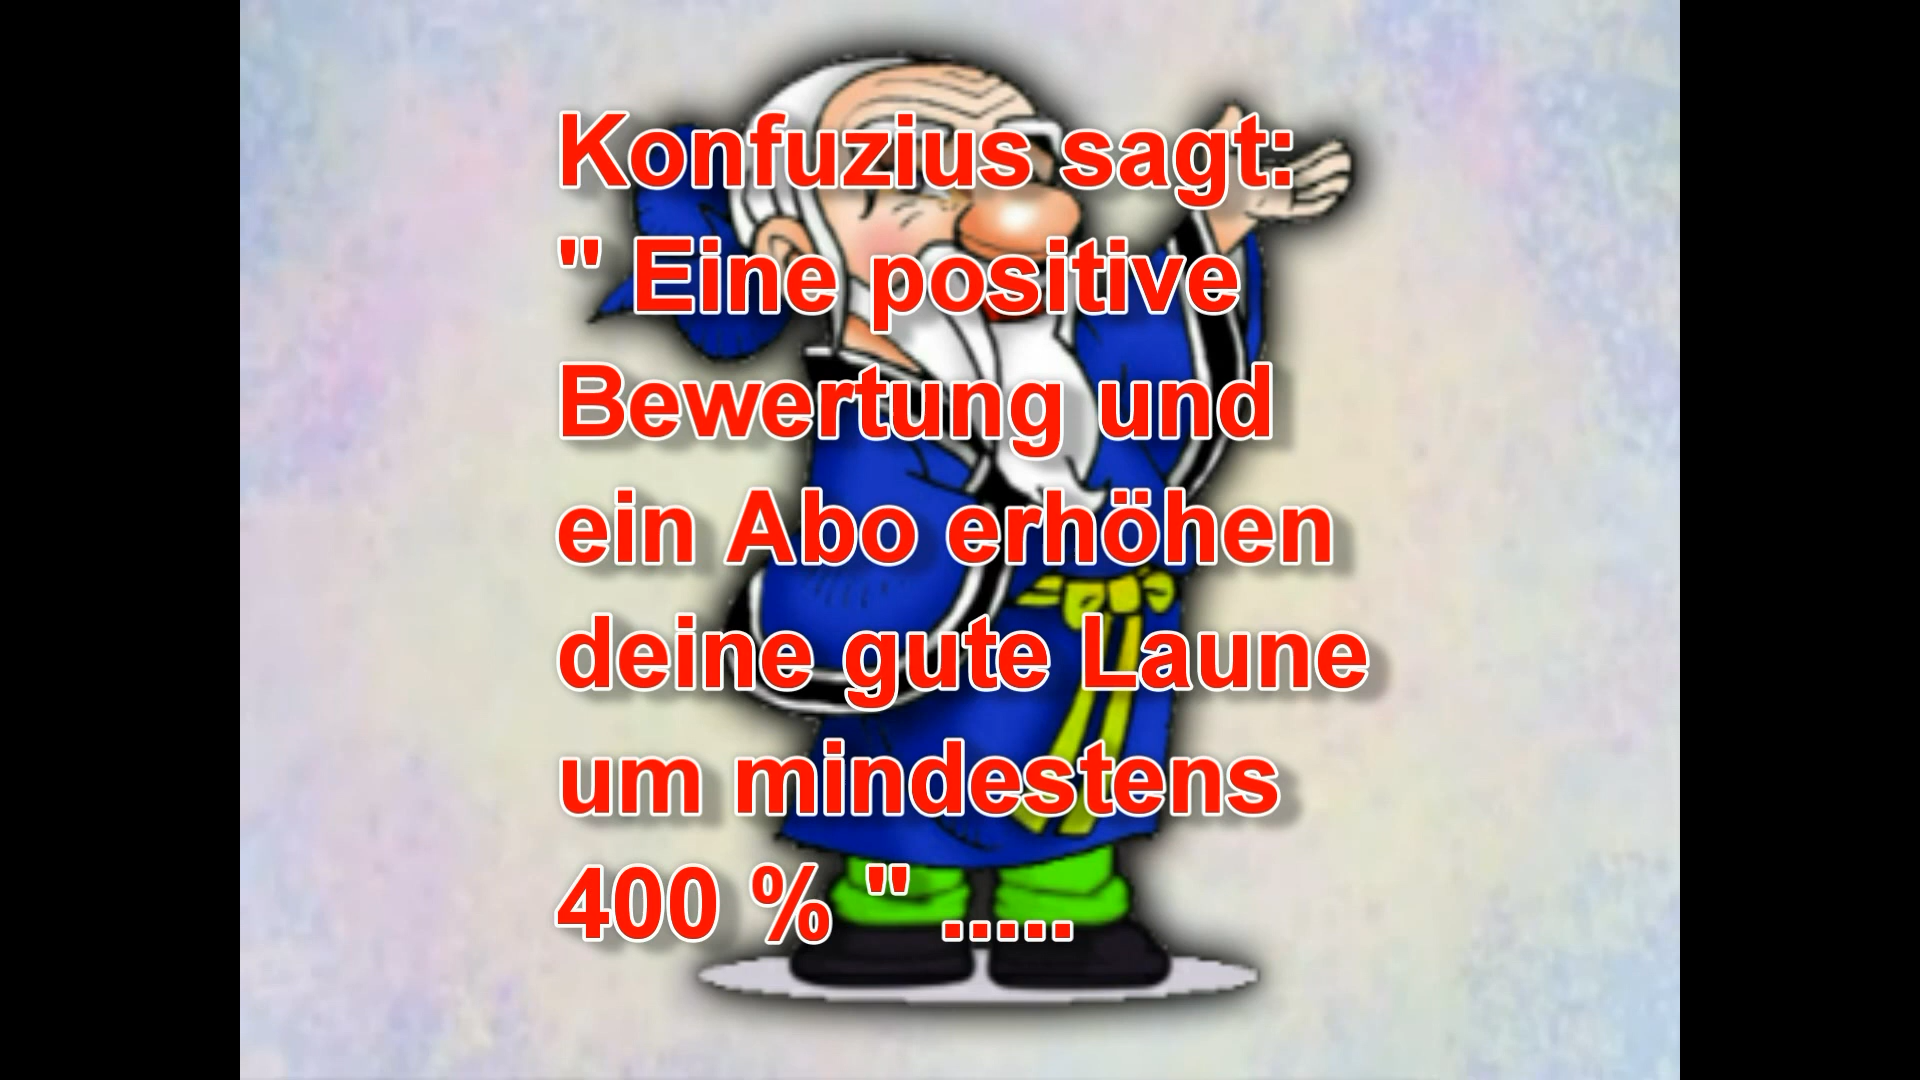 Konfuzius sagt:
" Eine positive
Bewertung und
ein Abo erhöhen
deine gute Laune
um mindestens
400 % " .....